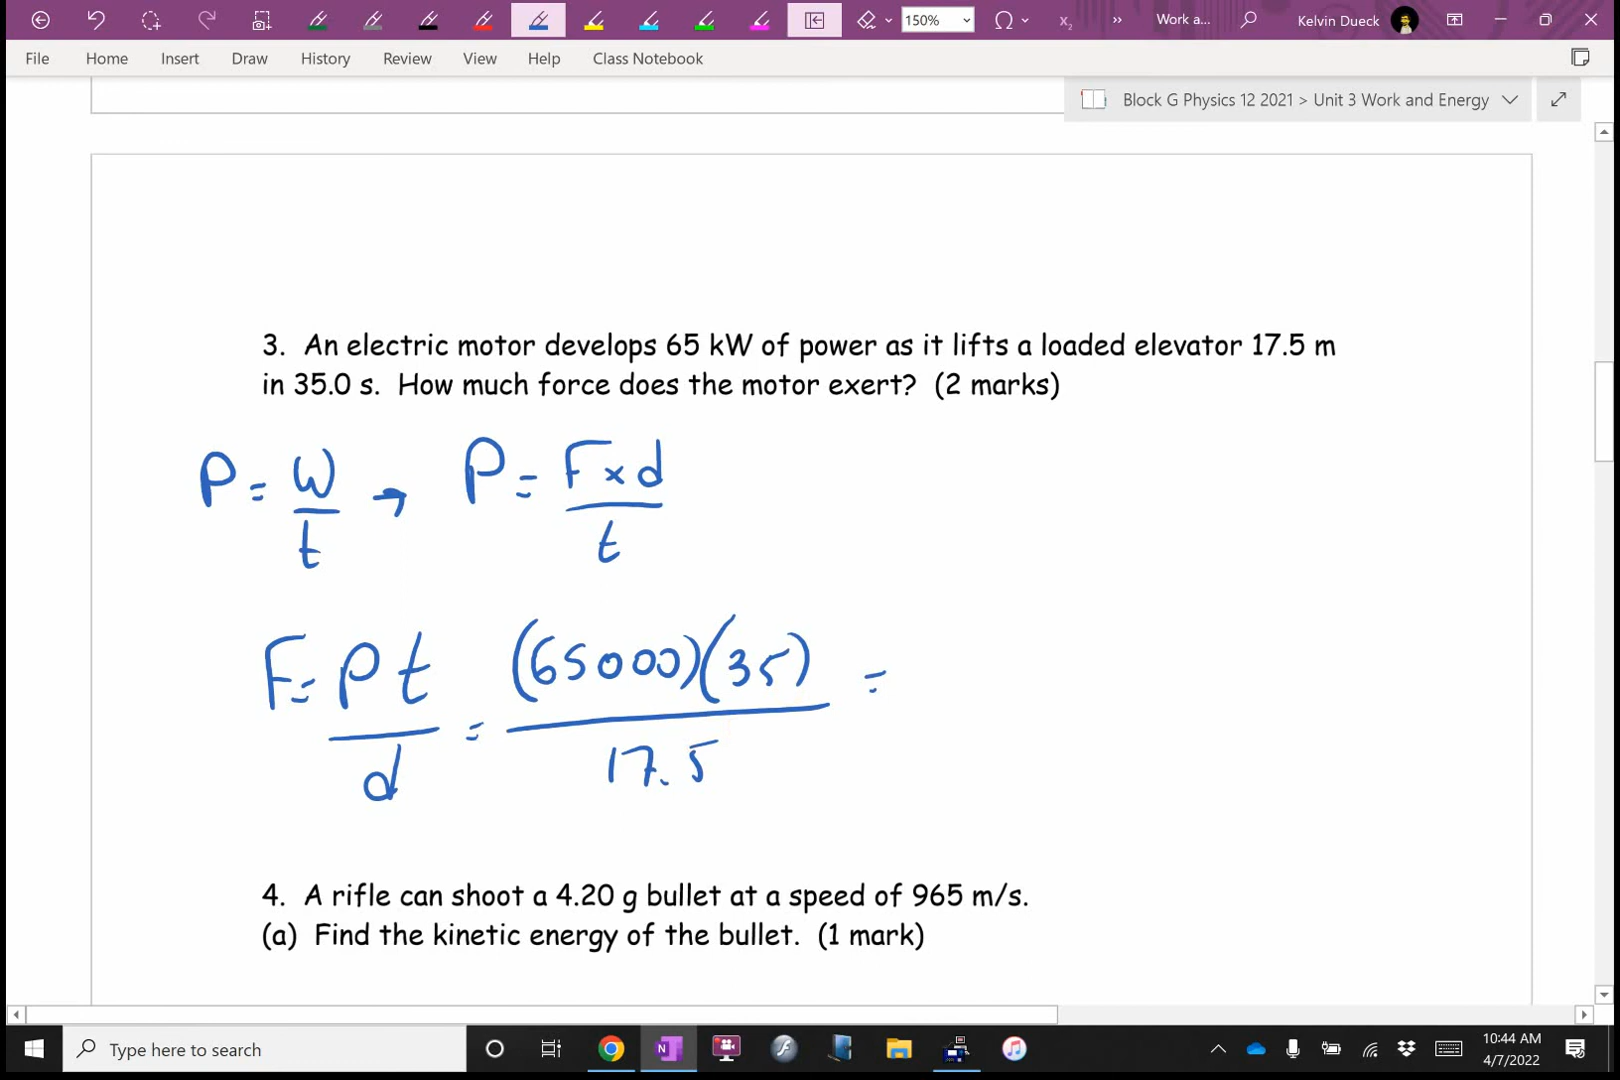 150%
x₂
Work a...
Kelvin Dueck
File Home Insert Draw History Review View Help Class Notebook
Block G Physics 12 2021 > Unit 3 Work and Energy
3. An electric motor develops 65 kW of power as it lifts a loaded elevator 17.5 m
in 35.0 s. How much force does the motor exert? (2 marks)
P = W/t → P = F x d/t
F = Pt/d = (65000)(35)/17.5 =
4. A rifle can shoot a 4.20 g bullet at a speed of 965 m/s.
(a) Find the kinetic energy of the bullet. (1 mark)
Type here to search
10:44 AM
4/7/2022